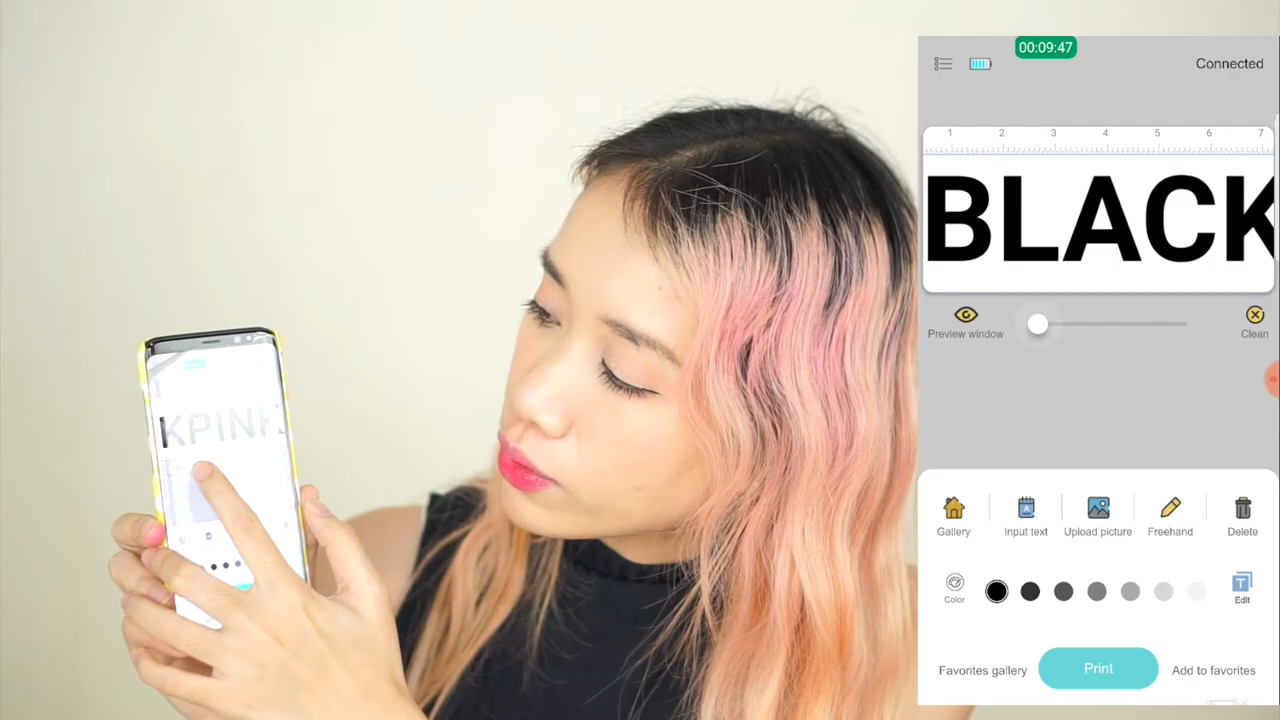 KPINK
00:09:47
Connected
1 2 3 4 5 6 7
BLACK
Preview window
Clean
Gallery
Input text
Upload picture
Freehand
Delete
Color
Edit
Favorites gallery
Print
Add to favorites